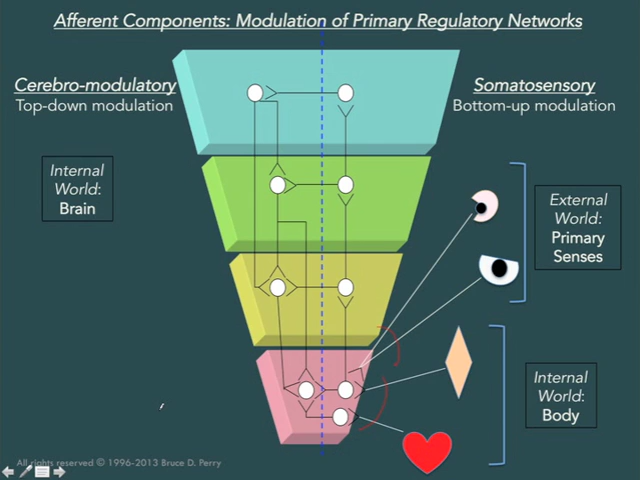 Afferent Components: Modulation of Primary Regulatory Networks
Cerebro-modulatory
Top-down modulation
Somatosensory
Bottom-up modulation
Internal
World:
Brain
External
World:
Primary
Senses
Internal
World:
Body
All rights reserved © 1996-2013 Bruce D. Perry